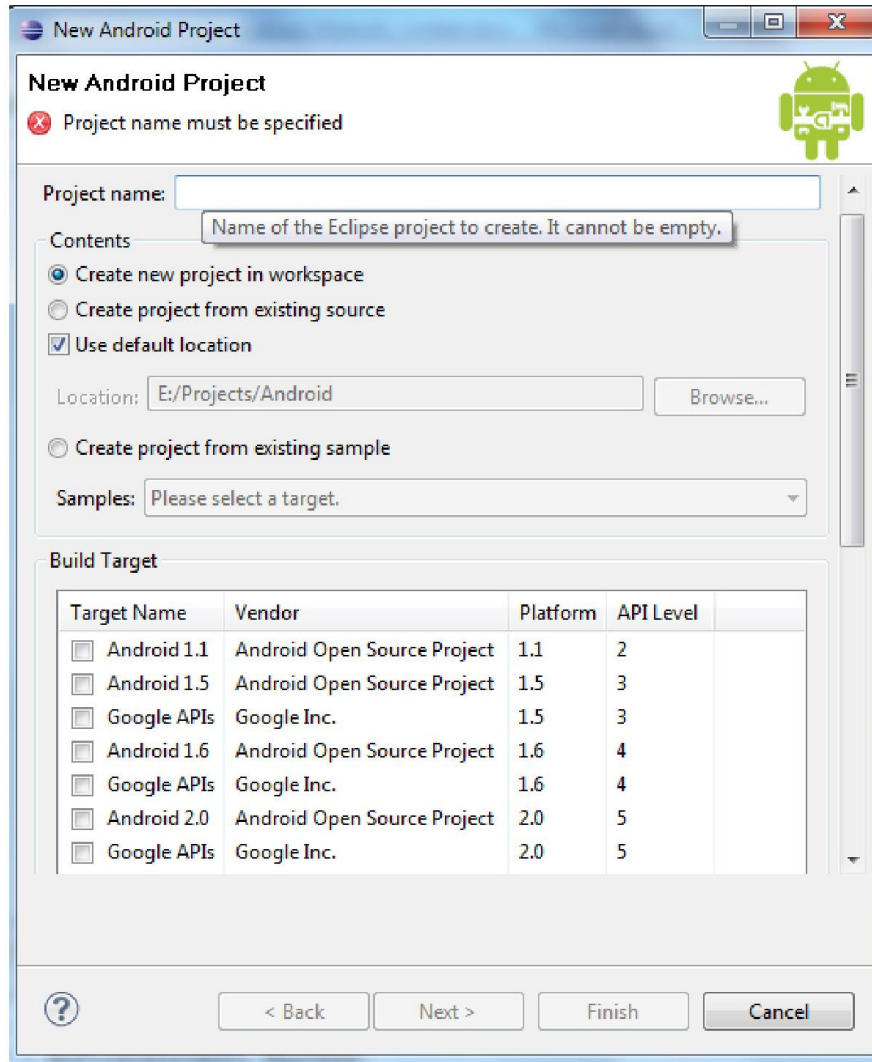 New Android Project
New Android Project
Project name must be specified
Project name:
Name of the Eclipse project to create. It cannot be empty.
Contents
Create new project in workspace
Create project from existing source
Use default location
Location: E:/Projects/Android Browse...
Create project from existing sample
Samples: Please select a target.
Build Target
Target Name Vendor Platform API Level
Android 1.1 Android Open Source Project 1.1 2
Android 1.5 Android Open Source Project 1.5 3
Google APIs Google Inc. 1.5 3
Android 1.6 Android Open Source Project 1.6 4
Google APIs Google Inc. 1.6 4
Android 2.0 Android Open Source Project 2.0 5
Google APIs Google Inc. 2.0 5
? < Back Next > Finish Cancel